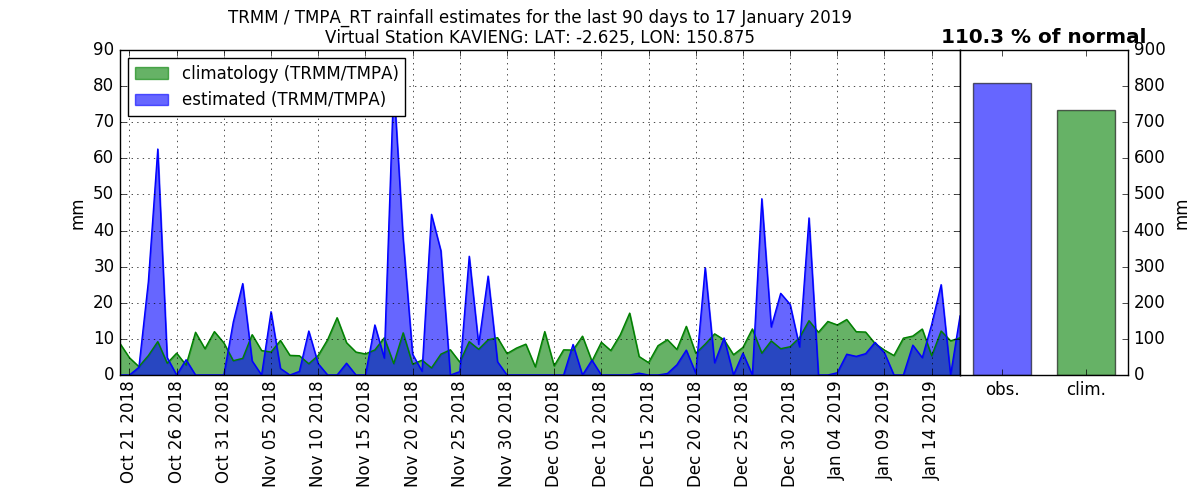 TRMM / TMPA_RT rainfall estimates for the last 90 days to 17 January 2019
Virtual Station KAVIENG: LAT: -2.625, LON: 150.875
110.3 % of normal
climatology (TRMM/TMPA)
estimated (TRMM/TMPA)
90
80
70
60
50
40
30
20
10
0
mm
900
800
700
600
500
400
300
200
100
0
mm
Oct 21 2018
Oct 26 2018
Oct 31 2018
Nov 05 2018
Nov 10 2018
Nov 15 2018
Nov 20 2018
Nov 25 2018
Nov 30 2018
Dec 05 2018
Dec 10 2018
Dec 15 2018
Dec 20 2018
Dec 25 2018
Dec 30 2018
Jan 04 2019
Jan 09 2019
Jan 14 2019
obs.
clim.